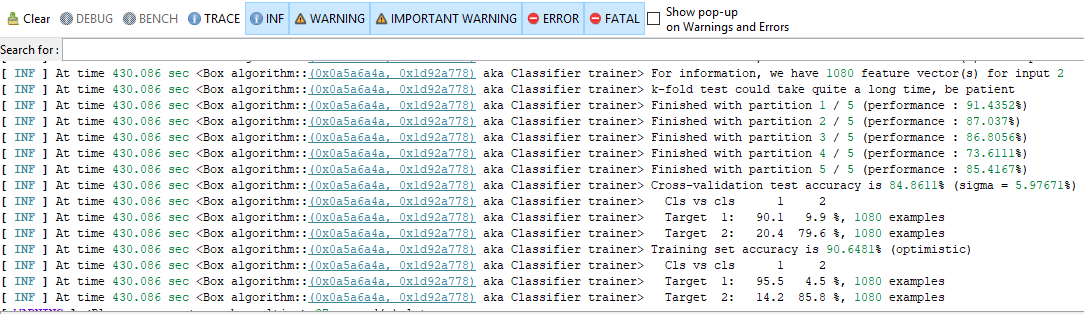 Clear DEBUG BENCH TRACE INF WARNING IMPORTANT WARNING ERROR FATAL Show pop-up
on Warnings and Errors
Search for :
[ INF ] At time 430.086 sec <Box algorithm::(0x0a5a6a4a, 0x1d92a778) aka Classifier trainer> For information, we have 1080 feature vector(s) for input 2
[ INF ] At time 430.086 sec <Box algorithm::(0x0a5a6a4a, 0x1d92a778) aka Classifier trainer> k-fold test could take quite a long time, be patient
[ INF ] At time 430.086 sec <Box algorithm::(0x0a5a6a4a, 0x1d92a778) aka Classifier trainer> Finished with partition 1 / 5 (performance : 91.4352%)
[ INF ] At time 430.086 sec <Box algorithm::(0x0a5a6a4a, 0x1d92a778) aka Classifier trainer> Finished with partition 2 / 5 (performance : 87.037%)
[ INF ] At time 430.086 sec <Box algorithm::(0x0a5a6a4a, 0x1d92a778) aka Classifier trainer> Finished with partition 3 / 5 (performance : 86.8056%)
[ INF ] At time 430.086 sec <Box algorithm::(0x0a5a6a4a, 0x1d92a778) aka Classifier trainer> Finished with partition 4 / 5 (performance : 73.6111%)
[ INF ] At time 430.086 sec <Box algorithm::(0x0a5a6a4a, 0x1d92a778) aka Classifier trainer> Finished with partition 5 / 5 (performance : 85.4167%)
[ INF ] At time 430.086 sec <Box algorithm::(0x0a5a6a4a, 0x1d92a778) aka Classifier trainer> Cross-validation test accuracy is 84.8611% (sigma = 5.97671%)
[ INF ] At time 430.086 sec <Box algorithm::(0x0a5a6a4a, 0x1d92a778) aka Classifier trainer> Cls vs cls 1 2
[ INF ] At time 430.086 sec <Box algorithm::(0x0a5a6a4a, 0x1d92a778) aka Classifier trainer> Target 1: 90.1 9.9 %, 1080 examples
[ INF ] At time 430.086 sec <Box algorithm::(0x0a5a6a4a, 0x1d92a778) aka Classifier trainer> Target 2: 20.4 79.6 %, 1080 examples
[ INF ] At time 430.086 sec <Box algorithm::(0x0a5a6a4a, 0x1d92a778) aka Classifier trainer> Training set accuracy is 90.6481% (optimistic)
[ INF ] At time 430.086 sec <Box algorithm::(0x0a5a6a4a, 0x1d92a778) aka Classifier trainer> Cls vs cls 1 2
[ INF ] At time 430.086 sec <Box algorithm::(0x0a5a6a4a, 0x1d92a778) aka Classifier trainer> Target 1: 95.5 4.5 %, 1080 examples
[ INF ] At time 430.086 sec <Box algorithm::(0x0a5a6a4a, 0x1d92a778) aka Classifier trainer> Target 2: 14.2 85.8 %, 1080 examples